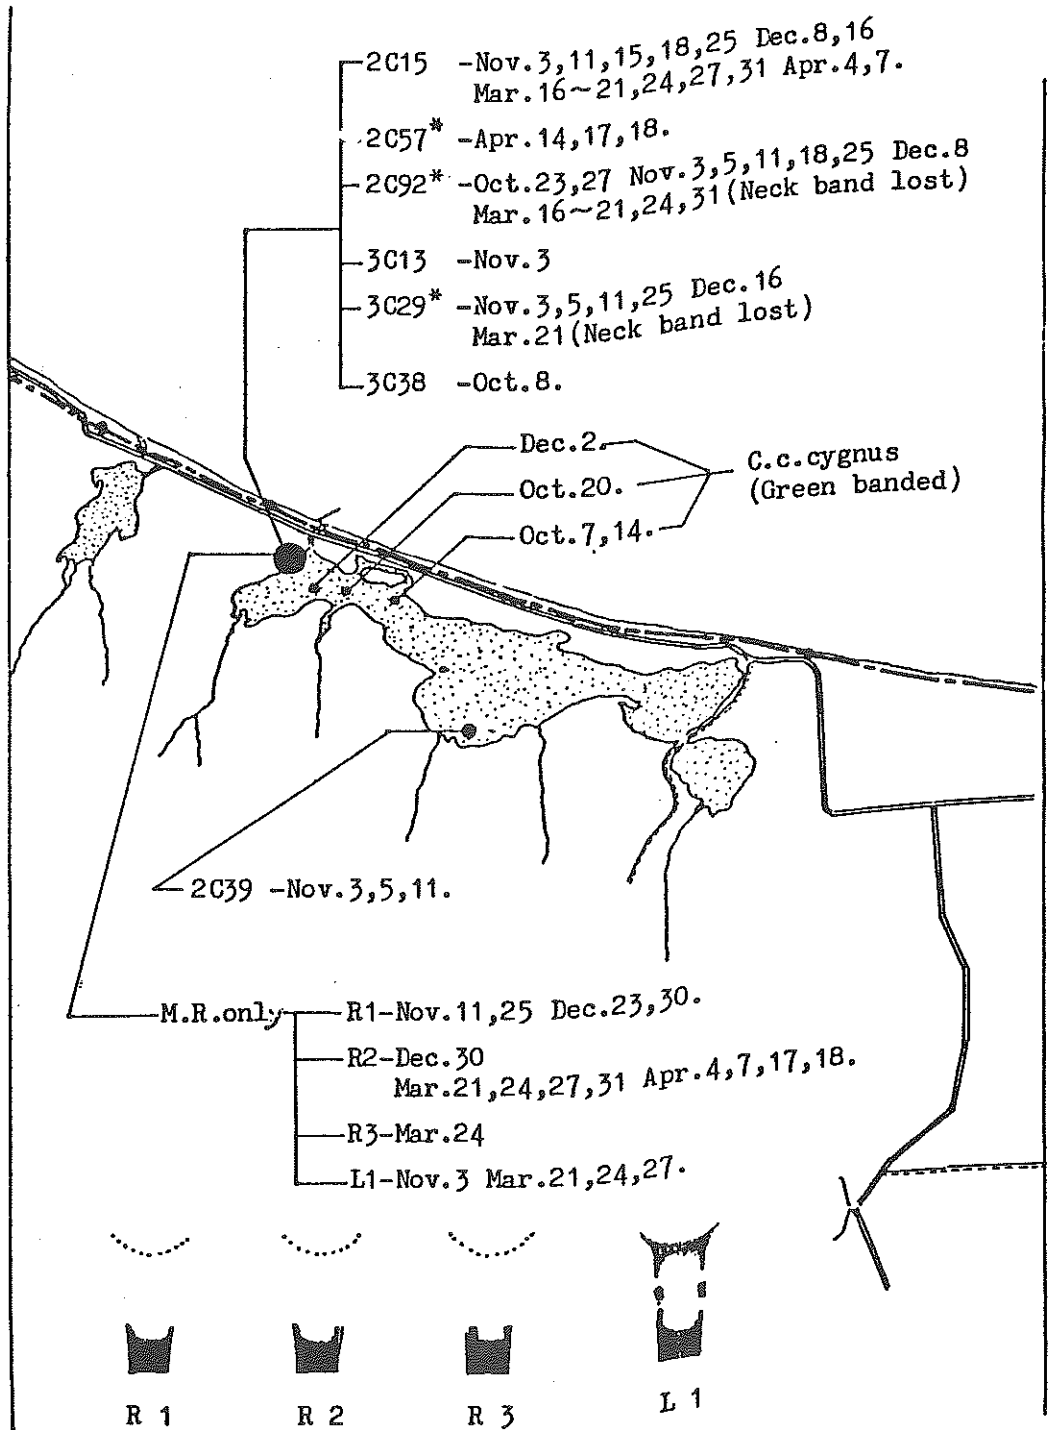 2C15 -Nov.3,11,15,18,25 Dec.8,16
Mar.16~21,24,27,31 Apr.4,7.
2C57* -Apr.14,17,18.
2C92* -Oct.23,27 Nov.3,5,11,18,25 Dec.8
Mar.16~21,24,31(Neck band lost)
3C13 -Nov.3
3C29* -Nov.3,5,11,25 Dec.16
Mar.21(Neck band lost)
3C38 -Oct.8.
Dec.2.
Oct.20.
Oct.7,14.
C.c.cygnus
(Green banded)
2C39 -Nov.3,5,11.
M.R.only
R1-Nov.11,25 Dec.23,30.
R2-Dec.30
Mar.21,24,27,31 Apr.4,7,17,18.
R3-Mar.24
L1-Nov.3 Mar.21,24,27.
R 1 R 2 R 3 L 1